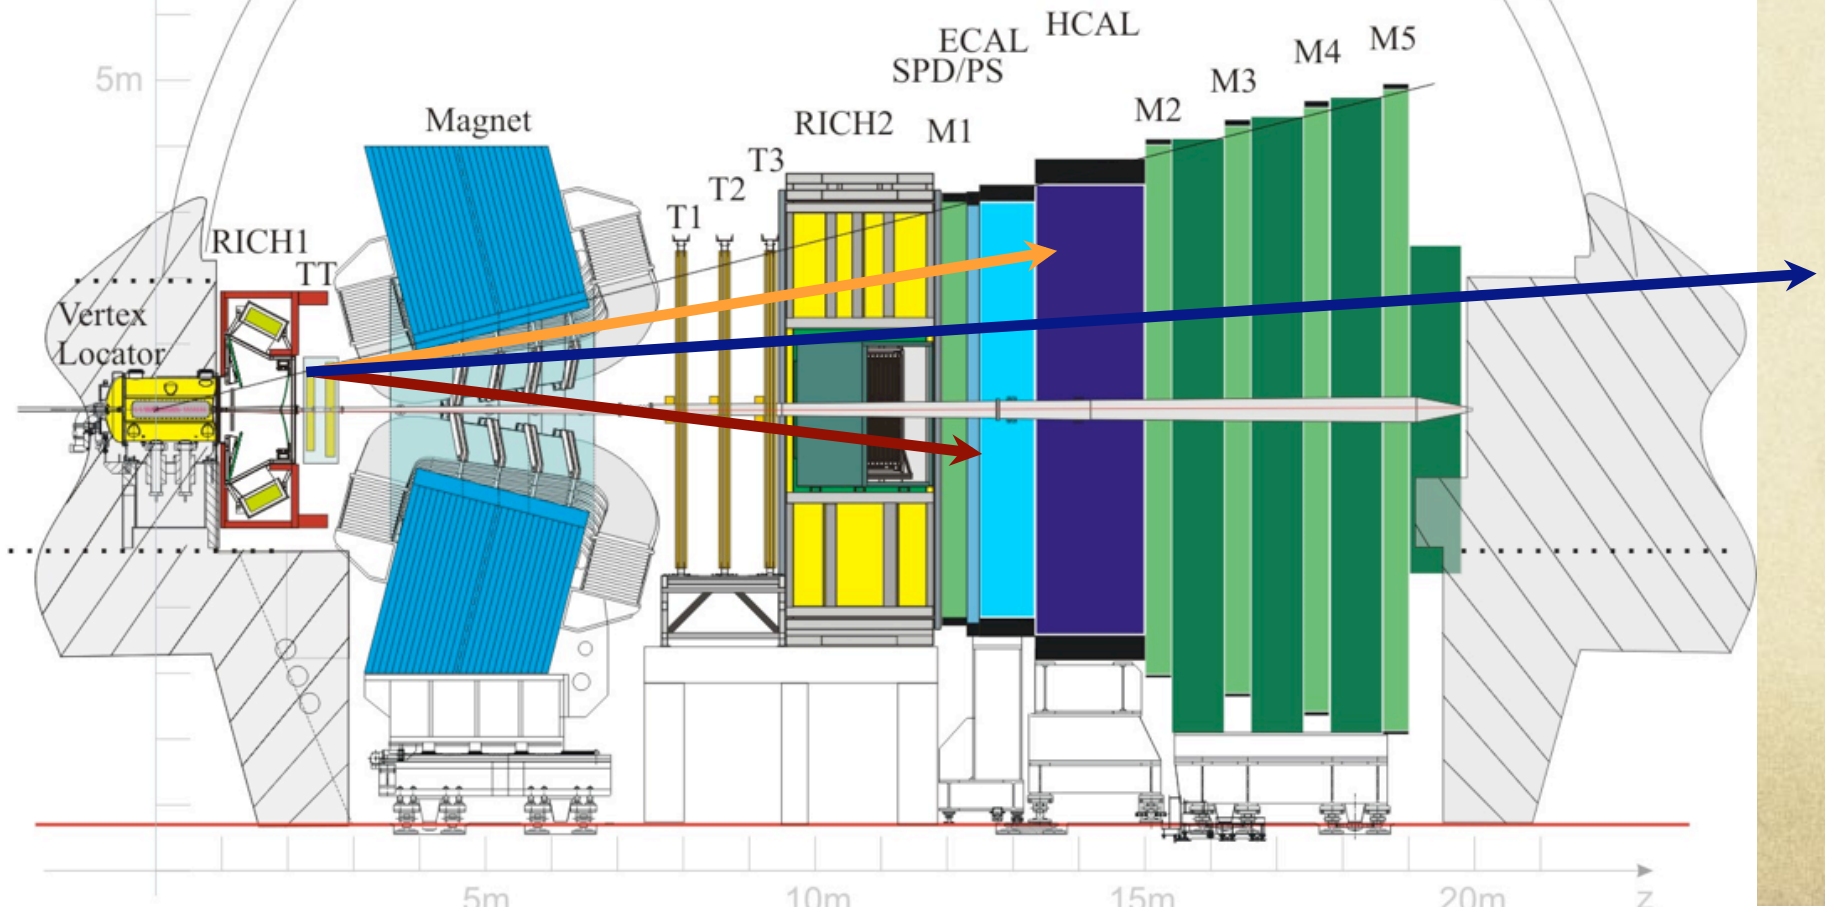 HCAL
ECAL
SPD/PS
M5
M4
M3
M2
5m
Magnet
RICH2
M1
T3
T2
T1
RICH1
TT
Vertex
Locator
5m
10m
15m
20m
z